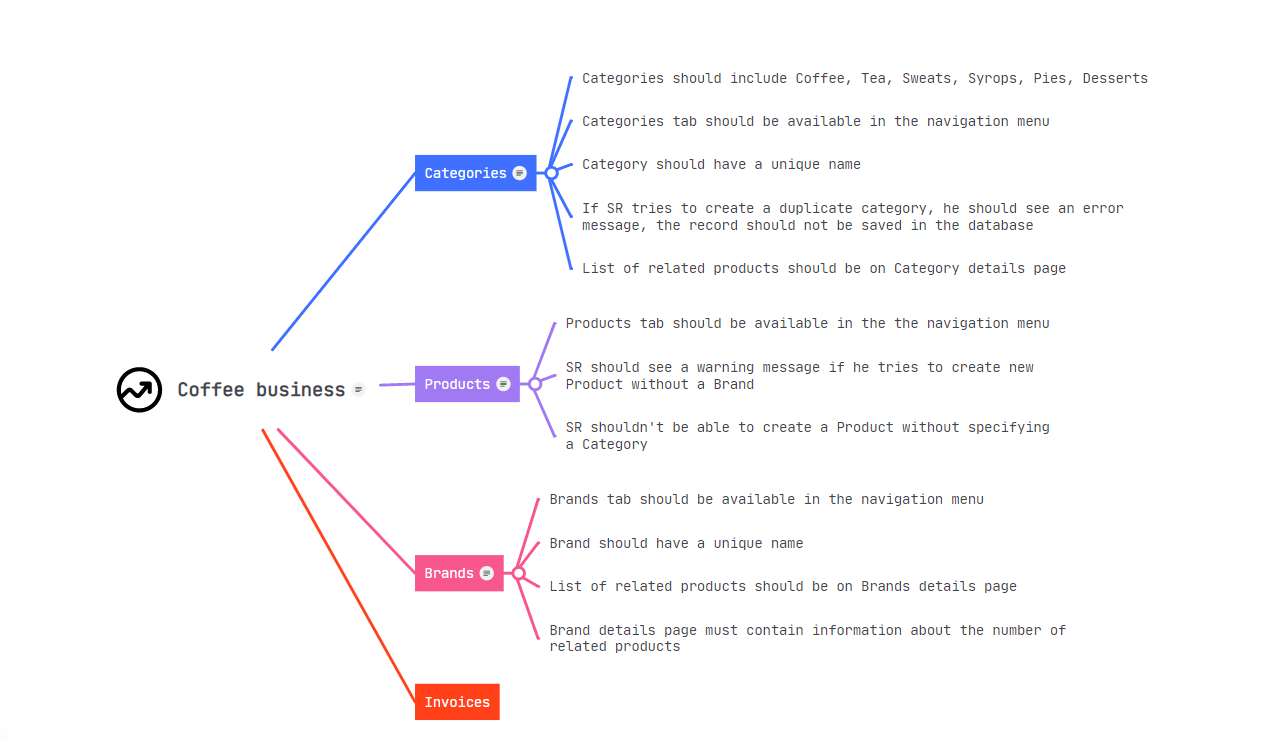 Coffee business
Categories
Categories should include Coffee, Tea, Sweats, Syrops, Pies, Desserts
Categories tab should be available in the navigation menu
Category should have a unique name
If SR tries to create a duplicate category, he should see an error
message, the record should not be saved in the database
List of related products should be on Category details page
Products
Products tab should be available in the the navigation menu
SR should see a warning message if he tries to create new
Product without a Brand
SR shouldn't be able to create a Product without specifying
a Category
Brands
Brands tab should be available in the navigation menu
Brand should have a unique name
List of related products should be on Brands details page
Brand details page must contain information about the number of
related products
Invoices